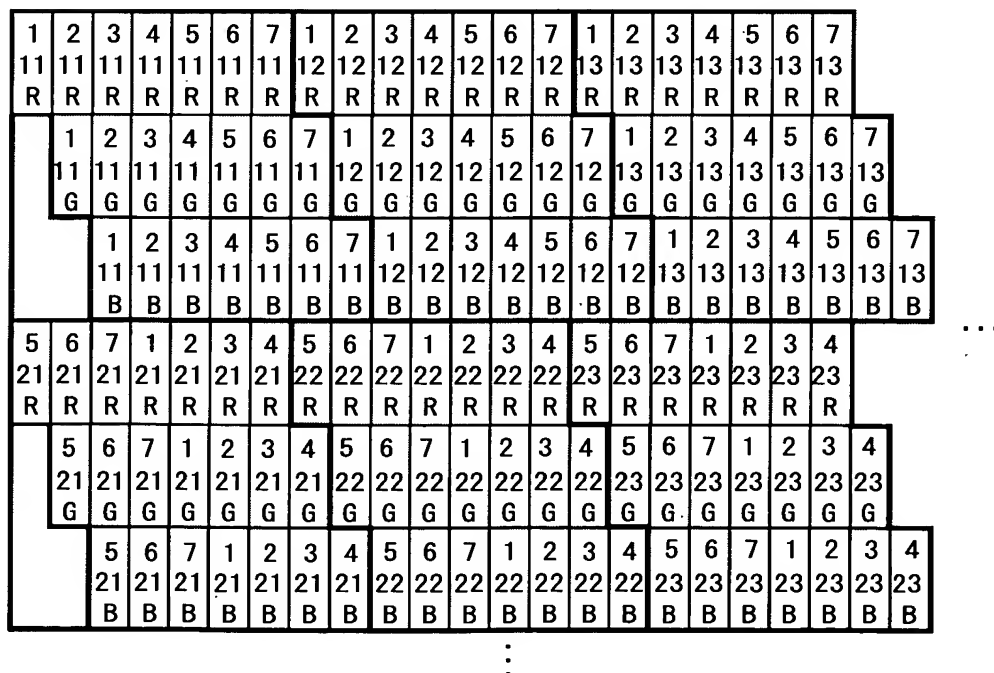 1 2 3 4 5 6 7 1 2 3 4 5 6 7 1 2 3 4 5 6 7
11 11 11 11 11 11 11 12 12 12 12 12 12 12 13 13 13 13 13 13 13
R R R R R R R R R R R R R R R R R R R R R
1 2 3 4 5 6 7 1 2 3 4 5 6 7 1 2 3 4 5 6 7
11 11 11 11 11 11 11 12 12 12 12 12 12 12 13 13 13 13 13 13 13
G G G G G G G G G G G G G G G G G G G G G
1 2 3 4 5 6 7 1 2 3 4 5 6 7 1 2 3 4 5 6 7
11 11 11 11 11 11 11 12 12 12 12 12 12 12 13 13 13 13 13 13 13
B B B B B B B B B B B B B B B B B B B B B
...
5 6 7 1 2 3 4 5 6 7 1 2 3 4 5 6 7 1 2 3 4
21 21 21 21 21 21 21 22 22 22 22 22 22 22 23 23 23 23 23 23 23
R R R R R R R R R R R R R R R R R R R R R
5 6 7 1 2 3 4 5 6 7 1 2 3 4 5 6 7 1 2 3 4
21 21 21 21 21 21 21 22 22 22 22 22 22 22 23 23 23 23 23 23 23
G G G G G G G G G G G G G G G G G G G G G
5 6 7 1 2 3 4 5 6 7 1 2 3 4 5 6 7 1 2 3 4
21 21 21 21 21 21 21 22 22 22 22 22 22 22 23 23 23 23 23 23 23
B B B B B B B B B B B B B B B B B B B B B